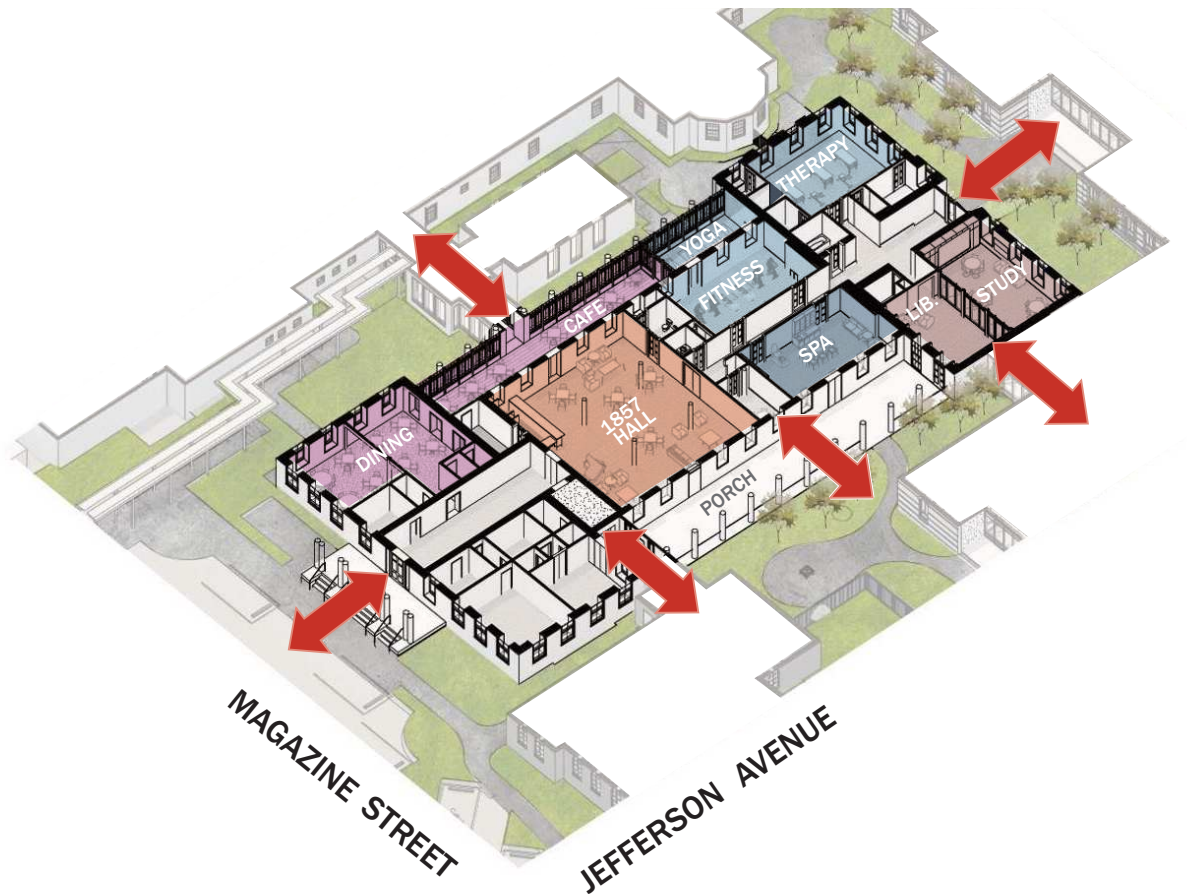 THERAPY
YOGA
FITNESS
STUDY
LIB.
CAFE
SPA
1857
HALL
DINING
PORCH
MAGAZINE STREET
JEFFERSON AVENUE